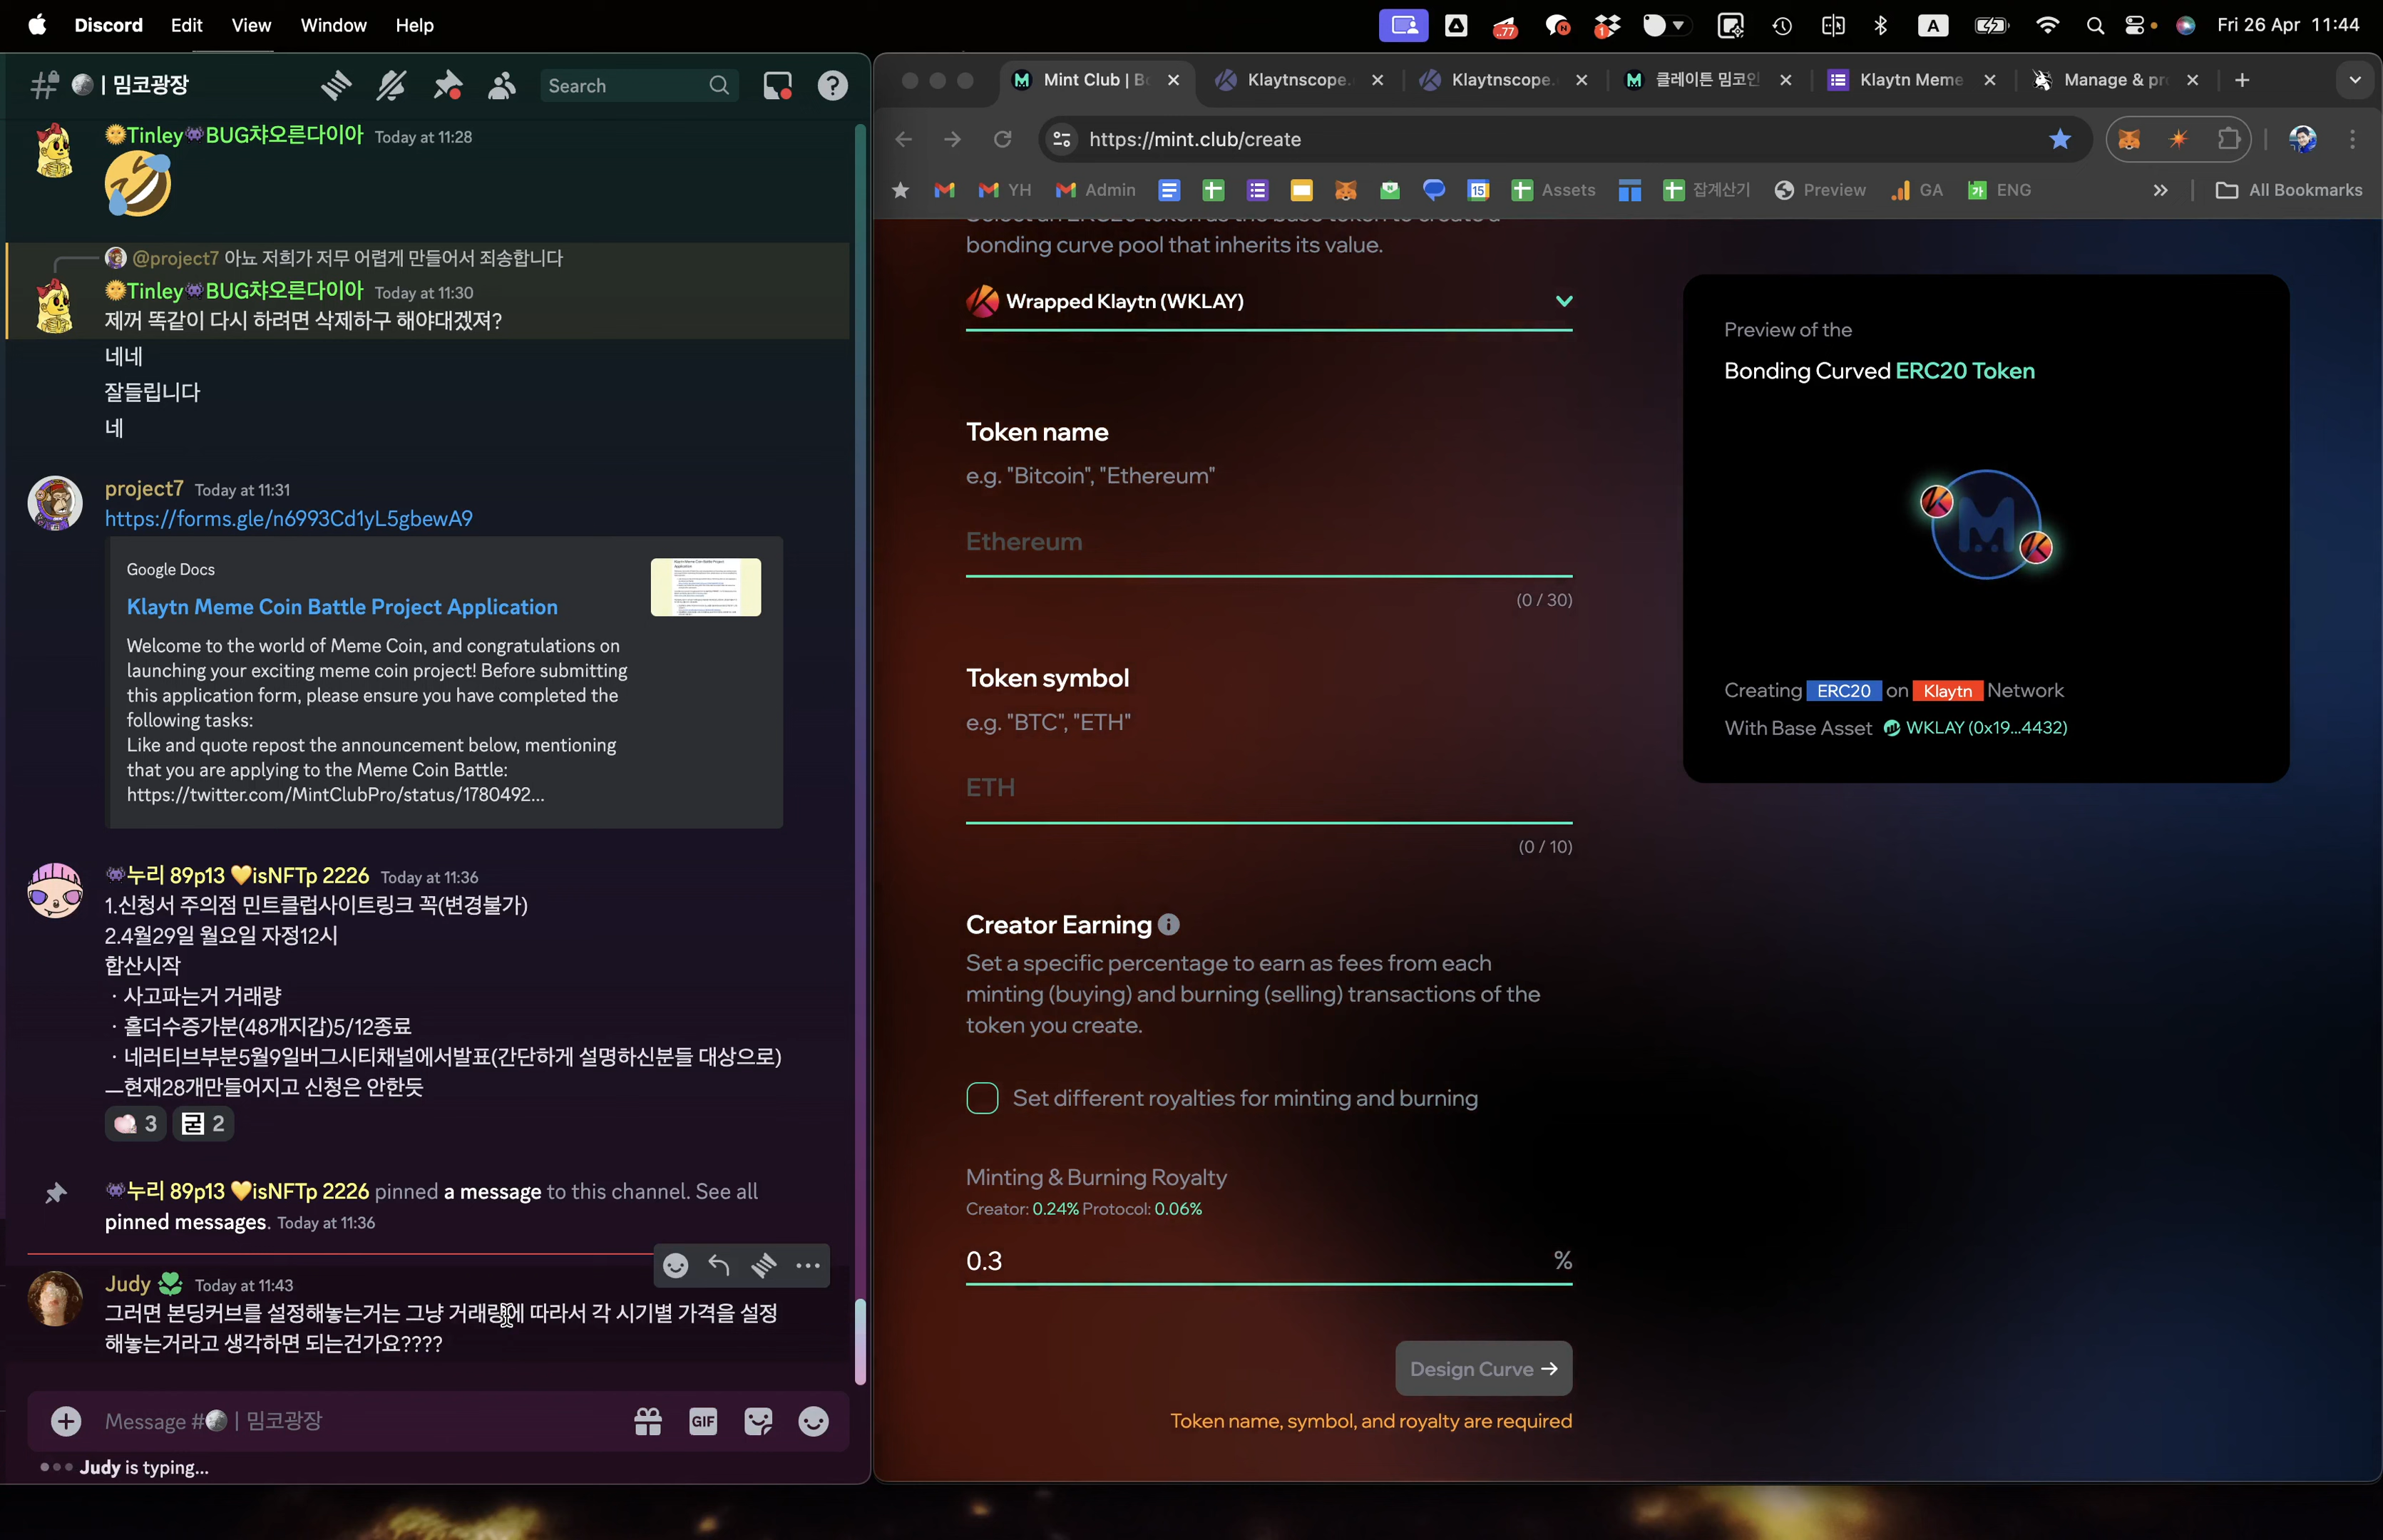 Discord Edit View Window Help
..77
N
1
A
Fri 26 Apr 11:44
| 밈코광장
Search
🌞Tinley👾BUG챠오른다이아 Today at 11:28
@project7 아뇨 저희가 저무 어렵게 만들어서 죄송합니다
🌞Tinley👾BUG챠오른다이아 Today at 11:30
제꺼 똑같이 다시 하려면 삭제하구 해야대겠져?
네네
잘들립니다
네
project7 Today at 11:31
https://forms.gle/n6993Cd1yL5gbewA9
Google Docs
Klaytn Meme Coin Battle Project Application
Welcome to the world of Meme Coin, and congratulations on
launching your exciting meme coin project! Before submitting
this application form, please ensure you have completed the
following tasks:
Like and quote repost the announcement below, mentioning
that you are applying to the Meme Coin Battle:
https://twitter.com/MintClubPro/status/1780492...
👾누리 89p13 💛isNFTp 2226 Today at 11:36
1.신청서 주의점 민트클럽사이트링크 꼭(변경불가)
2.4월29일 월요일 자정12시
합산시작
· 사고파는거 거래량
· 홀더수증가분(48개지갑)5/12종료
· 네러티브부분5월9일버그시티채널에서발표(간단하게 설명하신분들 대상으로)
—현재28개만들어지고 신청은 안한듯
3 굳 2
👾누리 89p13 💛isNFTp 2226 pinned a message to this channel. See all
pinned messages. Today at 11:36
Judy Today at 11:43
그러면 본딩커브를 설정해놓는거는 그냥 거래량에 따라서 각 시기별 가격을 설정
해놓는거라고 생각하면 되는건가요????
Message #🌕 | 밈코광장
GIF
Judy is typing...
Mint Club | Bo
Klaytnscope.
Klaytnscope.
클레이튼 밈코인
Klaytn Meme
Manage & pr
https://mint.club/create
YH
Admin
15
Assets
잡계산기
Preview
GA
가 ENG
All Bookmarks
Select an ERC20 token as the base token to create a
bonding curve pool that inherits its value.
Wrapped Klaytn (WKLAY)
Token name
e.g. "Bitcoin", "Ethereum"
Ethereum
(0 / 30)
Token symbol
e.g. "BTC", "ETH"
ETH
(0 / 10)
Creator Earning
Set a specific percentage to earn as fees from each
minting (buying) and burning (selling) transactions of the
token you create.
Set different royalties for minting and burning
Minting & Burning Royalty
Creator: 0.24% Protocol: 0.06%
0.3 %
Design Curve →
Token name, symbol, and royalty are required
Preview of the
Bonding Curved ERC20 Token
Creating ERC20 on Klaytn Network
With Base Asset WKLAY (0x19...4432)